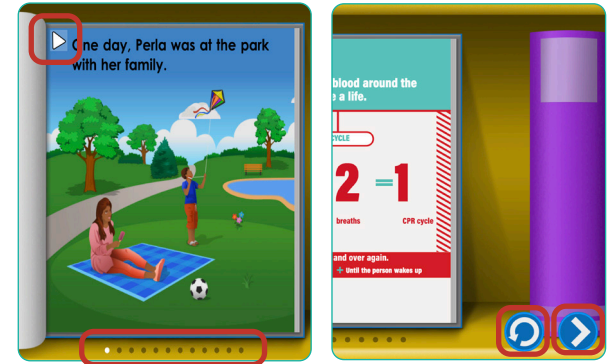 One day, Perla was at the park
with her family.
blood around the
e a life.
YCLE
2 = 1
breaths CPR cycle
and over again.
+ Until the person wakes up